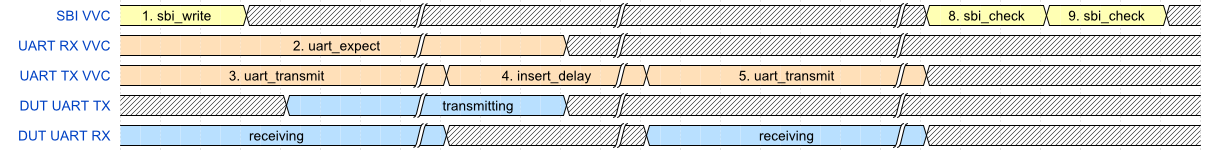 SBI VVC 1. sbi_write 8. sbi_check 9. sbi_check
UART RX VVC 2. uart_expect
UART TX VVC 3. uart_transmit 4. insert_delay 5. uart_transmit
DUT UART TX transmitting
DUT UART RX receiving receiving